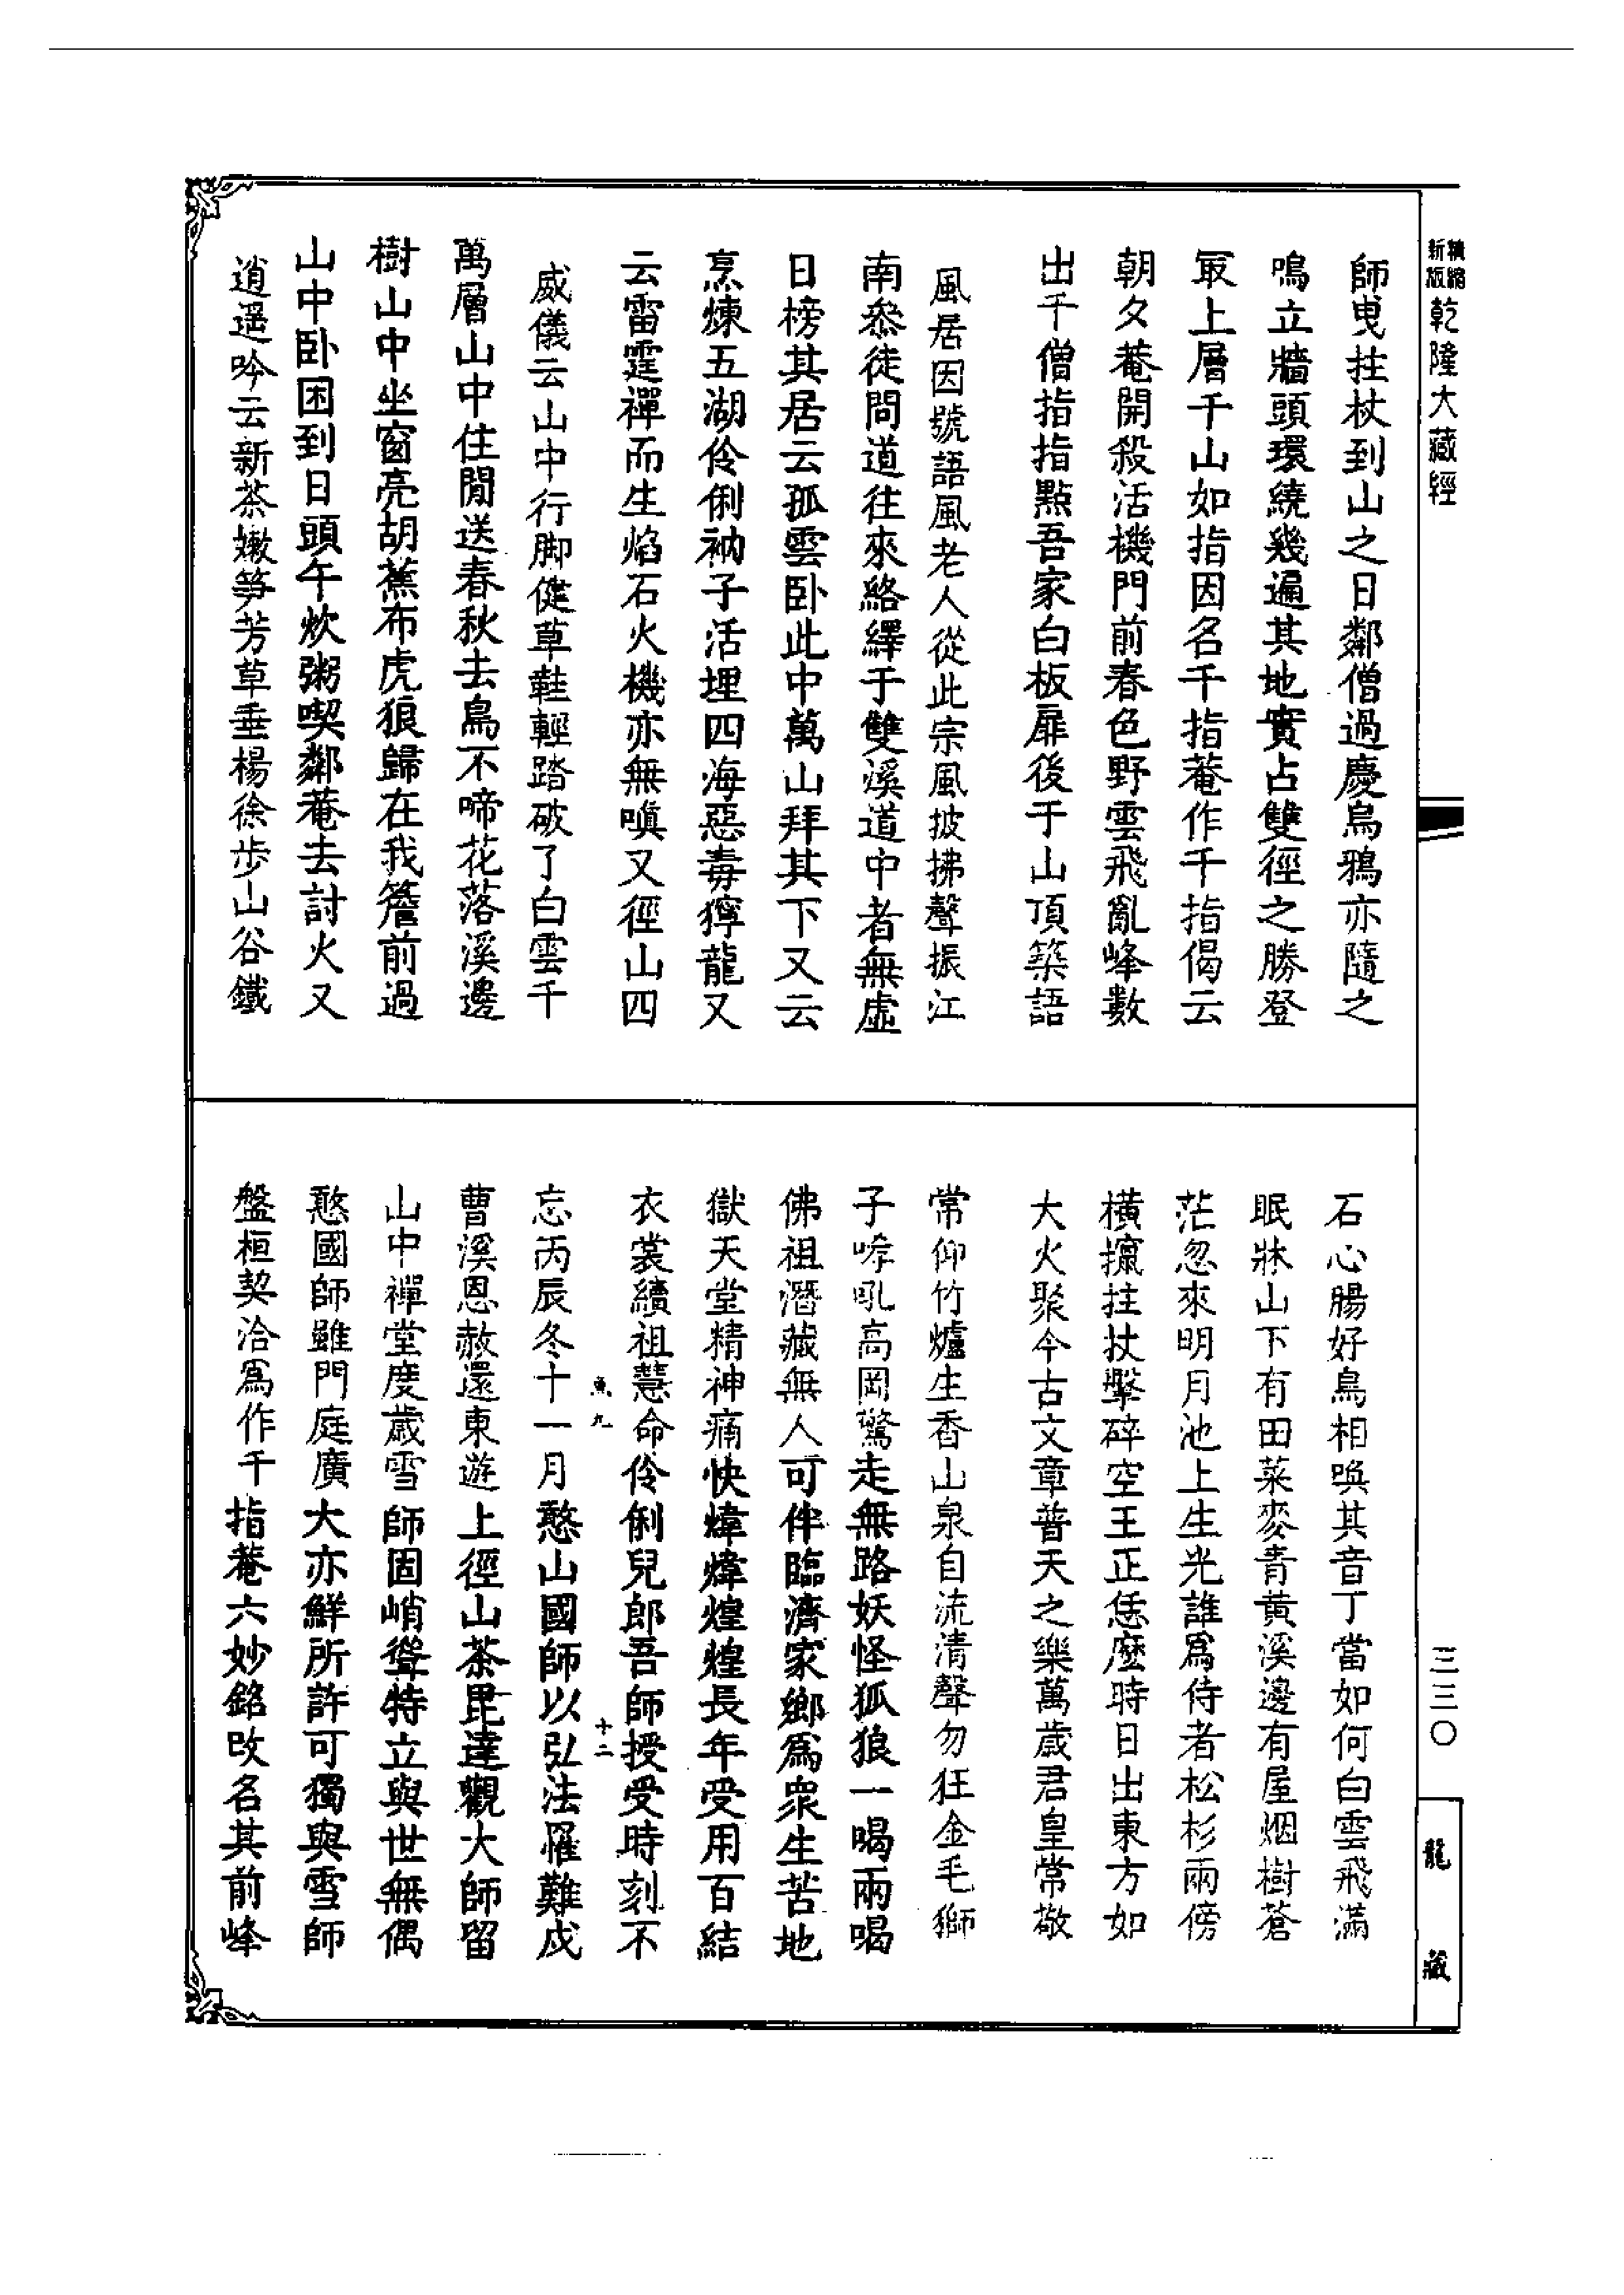 精縮
新版
乾隆大藏經
師曳拄杖到山之日鄰僧過慶烏鴉亦隨之
鳴立牆頭環繞幾遍其地實占雙徑之勝登
最上層千山如指因名千指菴作千指偈云
朝夕菴開殺活機門前春色野雲飛亂峰數
出千僧指指點吾家白板扉後于山頂築語
風居因號語風老人從此宗風披拂聲振江
南叅徒問道往來絡繹于雙溪道中者無虛
日榜其居云孤雲卧此中萬山拜其下又云
烹煉五湖伶俐衲子活埋四海惡毒獰龍又
云雷霆禪而生焰石火機亦無嗔又徑山四
威儀云山中行脚健草鞋輕踏破了白雲千
萬層山中住閒送春秋去鳥不啼花落溪邊
樹山中坐窗亮胡蕉布虎狼歸在我簷前過
山中卧困到日頭午炊粥喫鄰菴去討火又
逍遥吟云新茶嫩笋芳草垂楊徐步山谷鐵
石心腸好鳥相喚其音丁當如何白雲飛滿
眠牀山下有田菜麥青黃溪邊有屋烟樹蒼
茫忽來明月池上生光誰爲侍者松杉兩傍
橫攛拄杖擊碎空王正恁麼時日出東方如
大火聚今古文章普天之樂萬歲君皇常敬
常仰竹爐生香山泉自流清聲勿狂金毛獅
子哮吼高岡驚走無路妖怪狐狼一喝兩喝
佛祖潛藏無人可伴臨濟家鄉爲衆生苦地
獄天堂精神痛快煒煒煌煌長年受用百結
衣裳續祖慧命伶俐兒郎吾師授受時刻不
魚九
十二
忘丙辰冬十一月憨山國師以弘法罹難戍
曹溪恩赦還東遊上徑山茶毘達觀大師留
山中禪堂度歲雪師固峭聳特立與世無偶
憨國師雖門庭廣大亦鮮所許可獨與雪師
盤桓契洽爲作千指菴六妙銘改名其前峰
三三〇
龍
藏